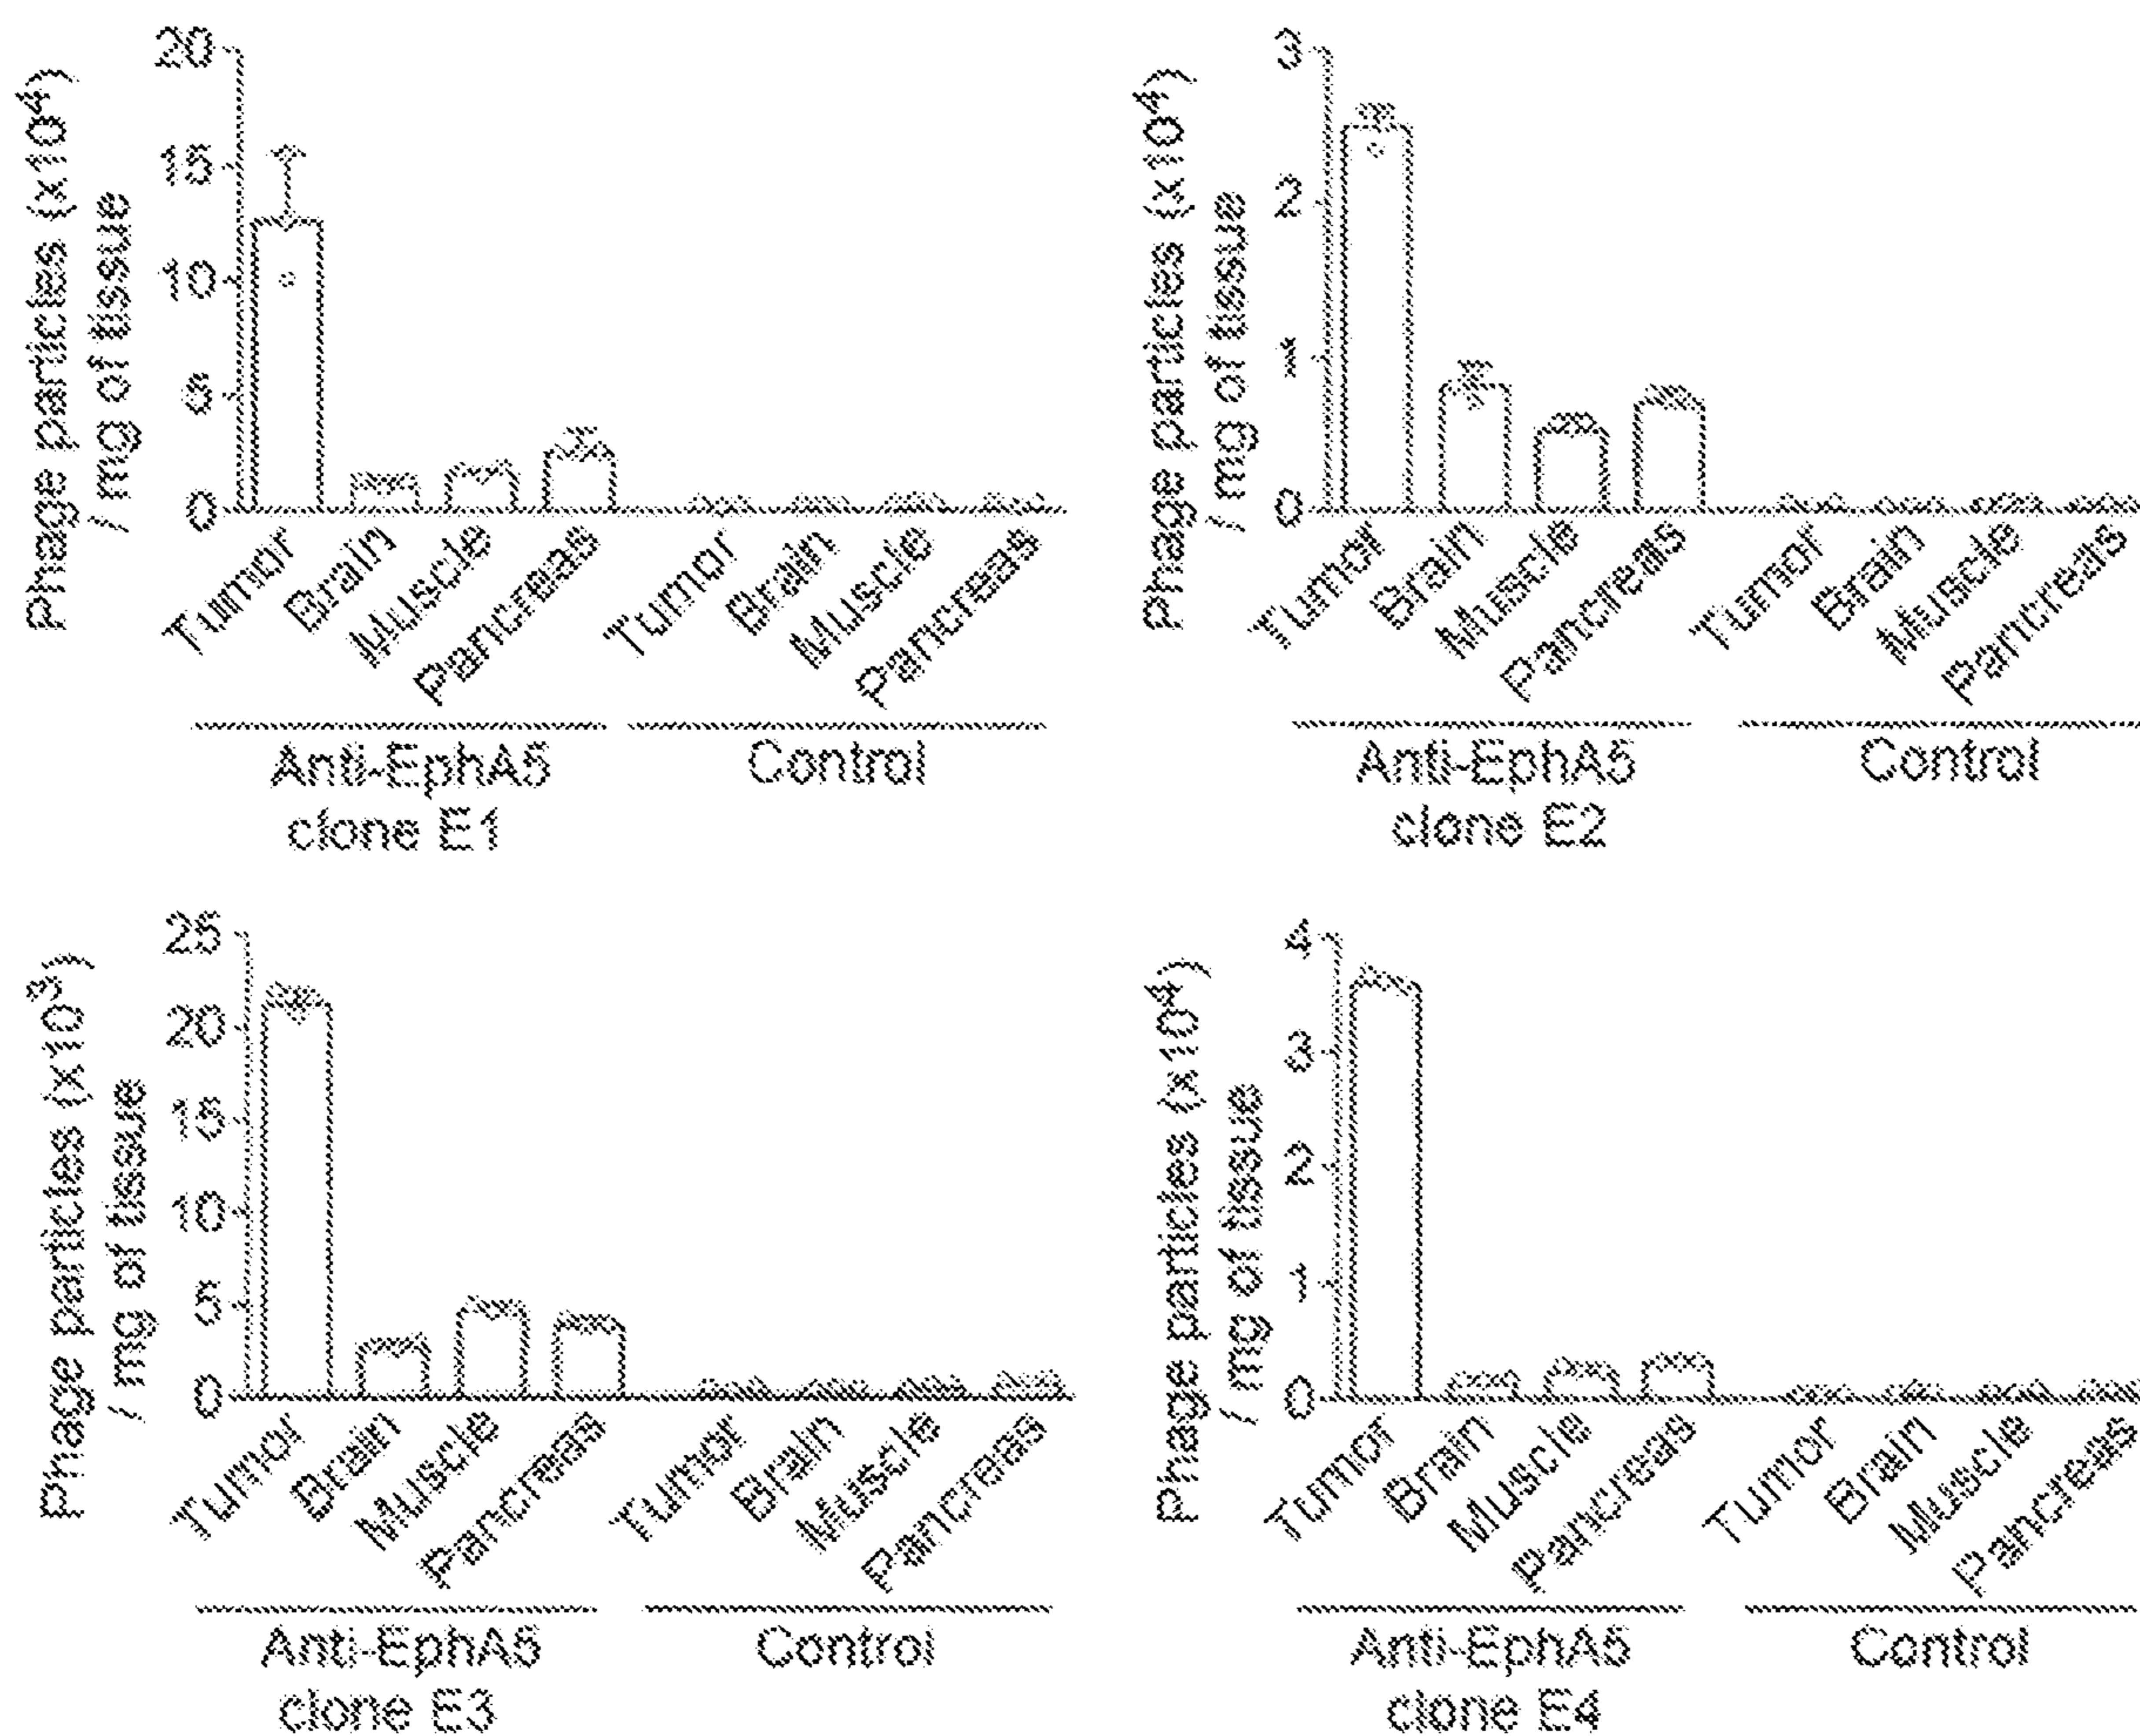 Phage particles (x10⁴)
/ mg of tissue
20
15
10
5
0
Tumor
Brain
Muscle
Pancreas
Tumor
Brain
Muscle
Pancreas
Anti-EphA5
clone E1
Control
Phage particles (x10⁴)
/ mg of tissue
3
2
1
0
Tumor
Brain
Muscle
Pancreas
Tumor
Brain
Muscle
Pancreas
Anti-EphA5
clone E2
Control
Phage particles (x10³)
/ mg of tissue
25
20
15
10
5
0
Tumor
Brain
Muscle
Pancreas
Tumor
Brain
Muscle
Pancreas
Anti-EphA5
clone E3
Control
Phage particles (x10⁴)
/ mg of tissue
4
3
2
1
0
Tumor
Brain
Muscle
Pancreas
Tumor
Brain
Muscle
Pancreas
Anti-EphA5
clone E4
Control